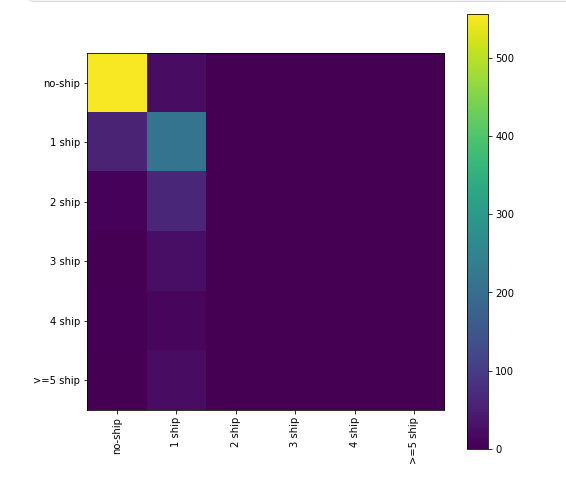 no-ship
1 ship
2 ship
3 ship
4 ship
>=5 ship
no-ship
1 ship
2 ship
3 ship
4 ship
>=5 ship
500
400
300
200
100
0